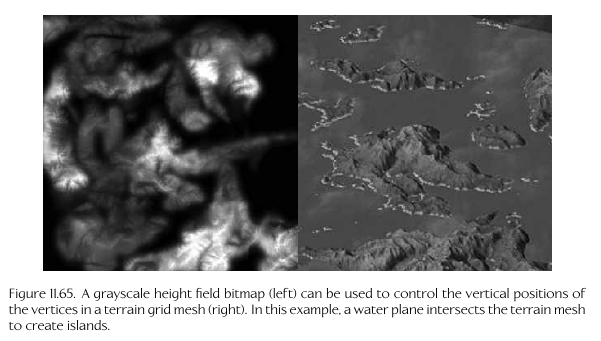 Figure 11.65. A grayscale height field bitmap (left) can be used to control the vertical positions of
the vertices in a terrain grid mesh (right). In this example, a water plane intersects the terrain mesh
to create islands.